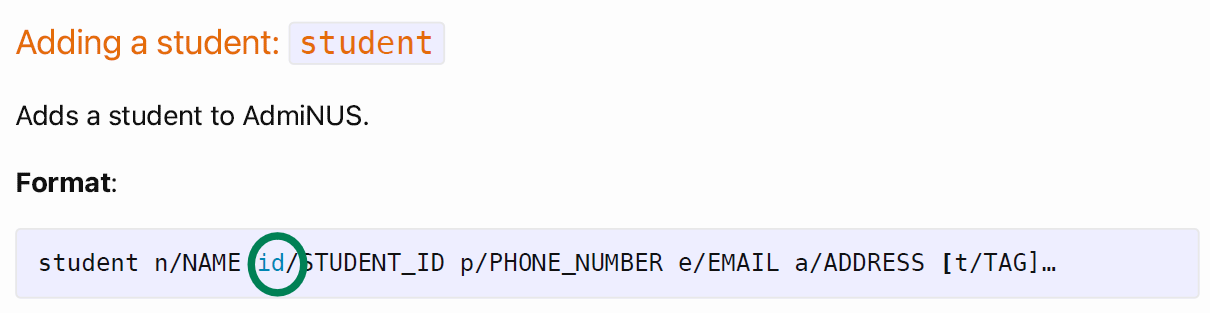 Adding a student: student
Adds a student to AdmiNUS.
Format:
student n/NAME id/STUDENT_ID p/PHONE_NUMBER e/EMAIL a/ADDRESS [t/TAG]…